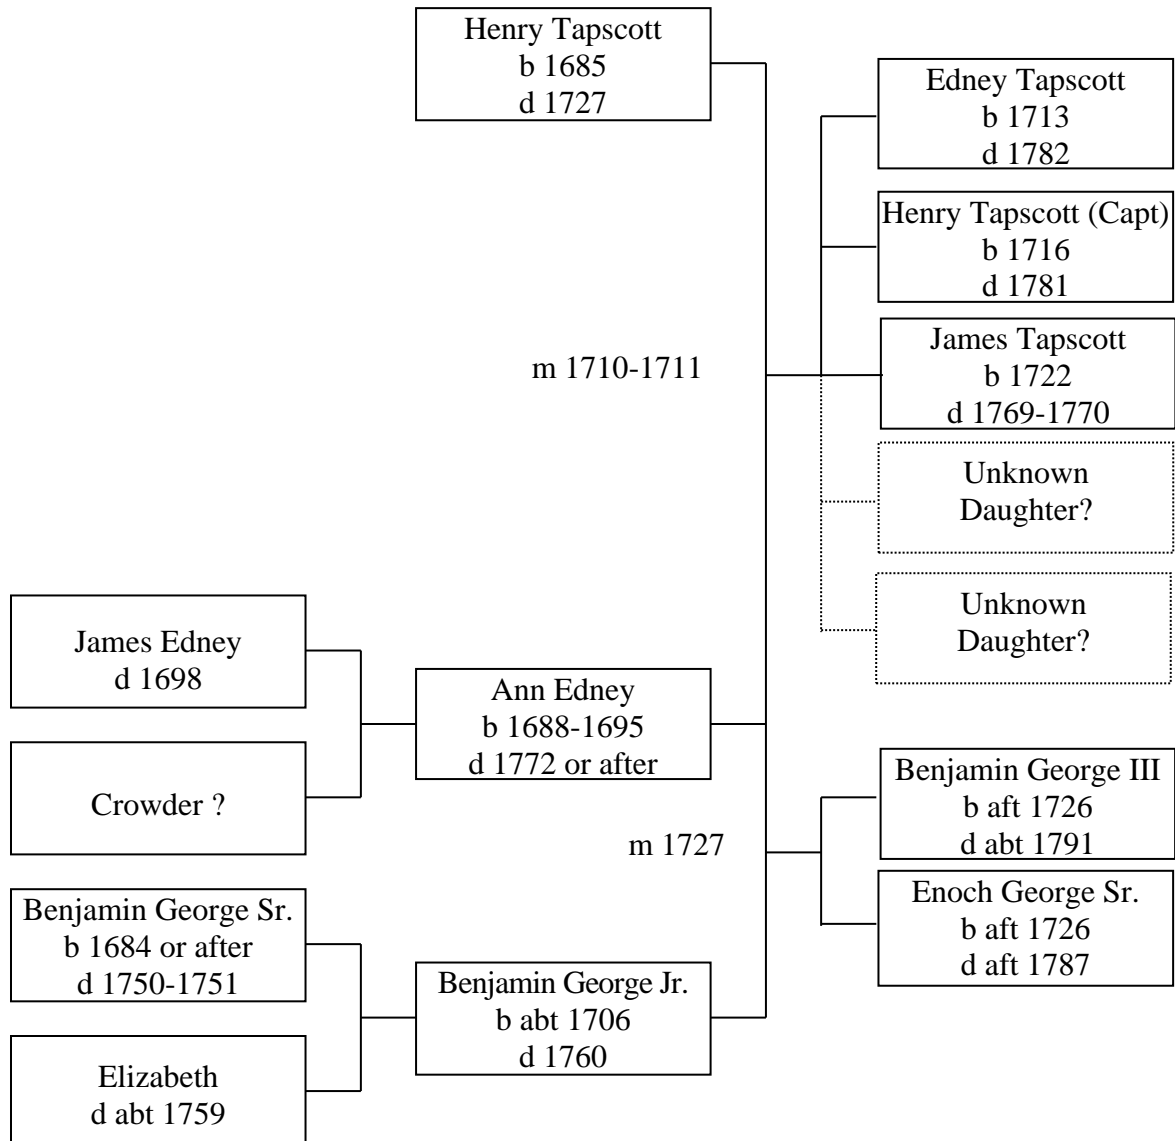 Henry Tapscott
b 1685
d 1727
Edney Tapscott
b 1713
d 1782
Henry Tapscott (Capt)
b 1716
d 1781
m 1710-1711
James Tapscott
b 1722
d 1769-1770
Unknown
Daughter?
Unknown
Daughter?
James Edney
d 1698
Ann Edney
b 1688-1695
d 1772 or after
Crowder ?
m 1727
Benjamin George III
b aft 1726
d abt 1791
Enoch George Sr.
b aft 1726
d aft 1787
Benjamin George Sr.
b 1684 or after
d 1750-1751
Benjamin George Jr.
b abt 1706
d 1760
Elizabeth
d abt 1759